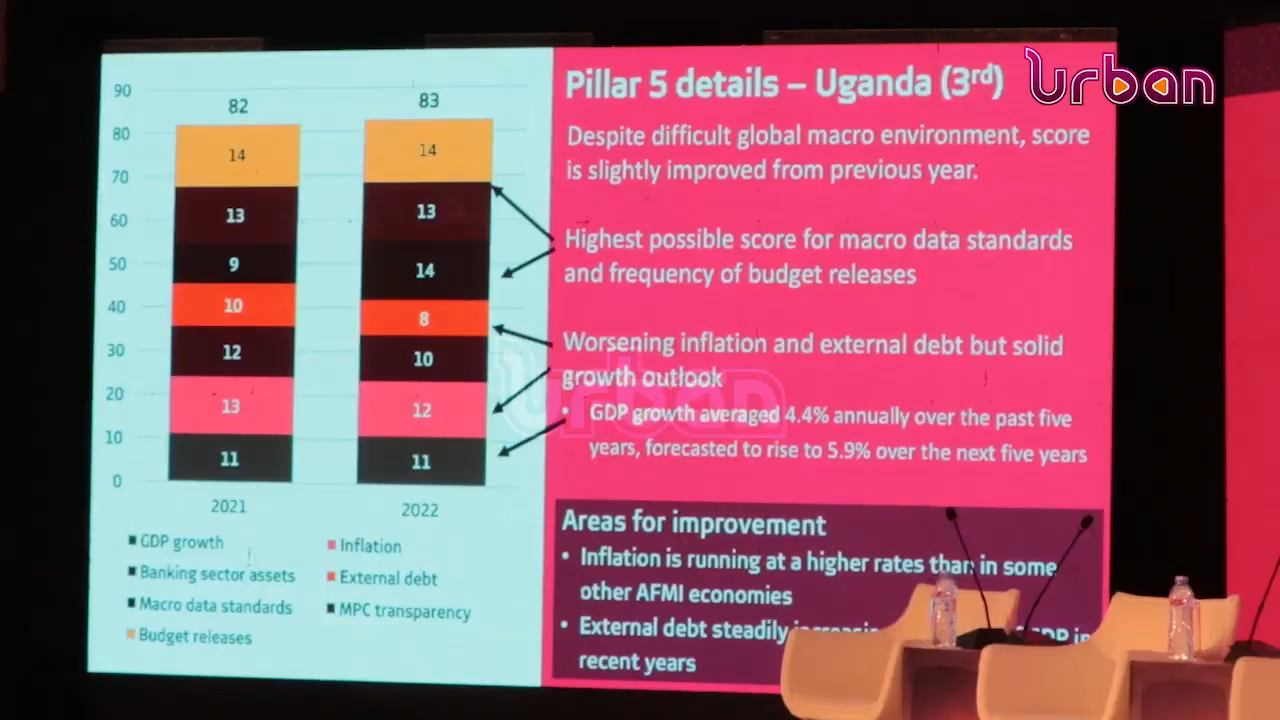 Urban
Pillar 5 details – Uganda (3rd)
Despite difficult global macro environment, score
is slightly improved from previous year.
Highest possible score for macro data standards
and frequency of budget releases
Worsening inflation and external debt but solid
growth outlook
• GDP growth averaged 4.4% annually over the past five
years, forecasted to rise to 5.9% over the next five years
Areas for improvement
• Inflation is running at a higher rates than in some
other AFMI economies
• External debt steadily GDP in
recent years
90
80
70
60
50
40
30
20
10
0
82
14
13
9
10
12
13
11
2021
83
14
13
14
8
10
12
11
2022
GDP growth
Inflation
Banking sector assets
External debt
Macro data standards
MPC transparency
Budget releases
urban